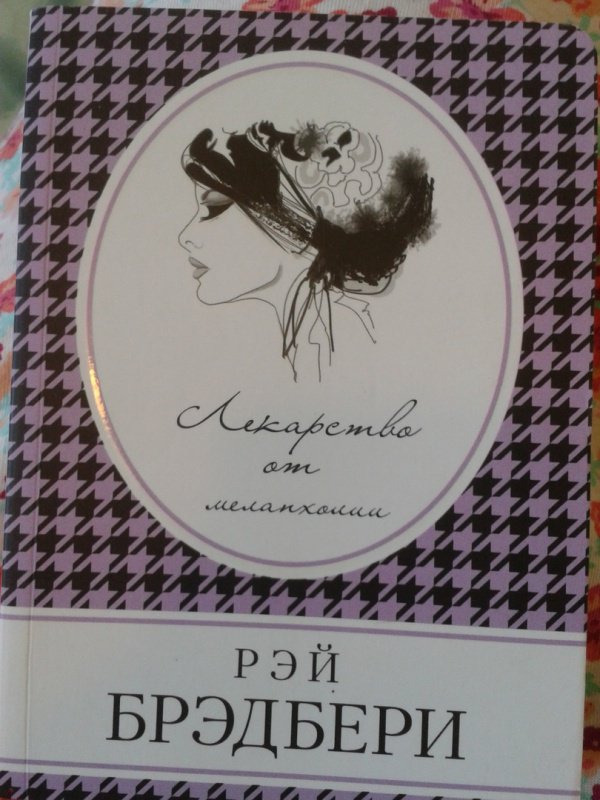 Лекарство
от
меланхолии
РЭЙ
БРЭДБЕРИ